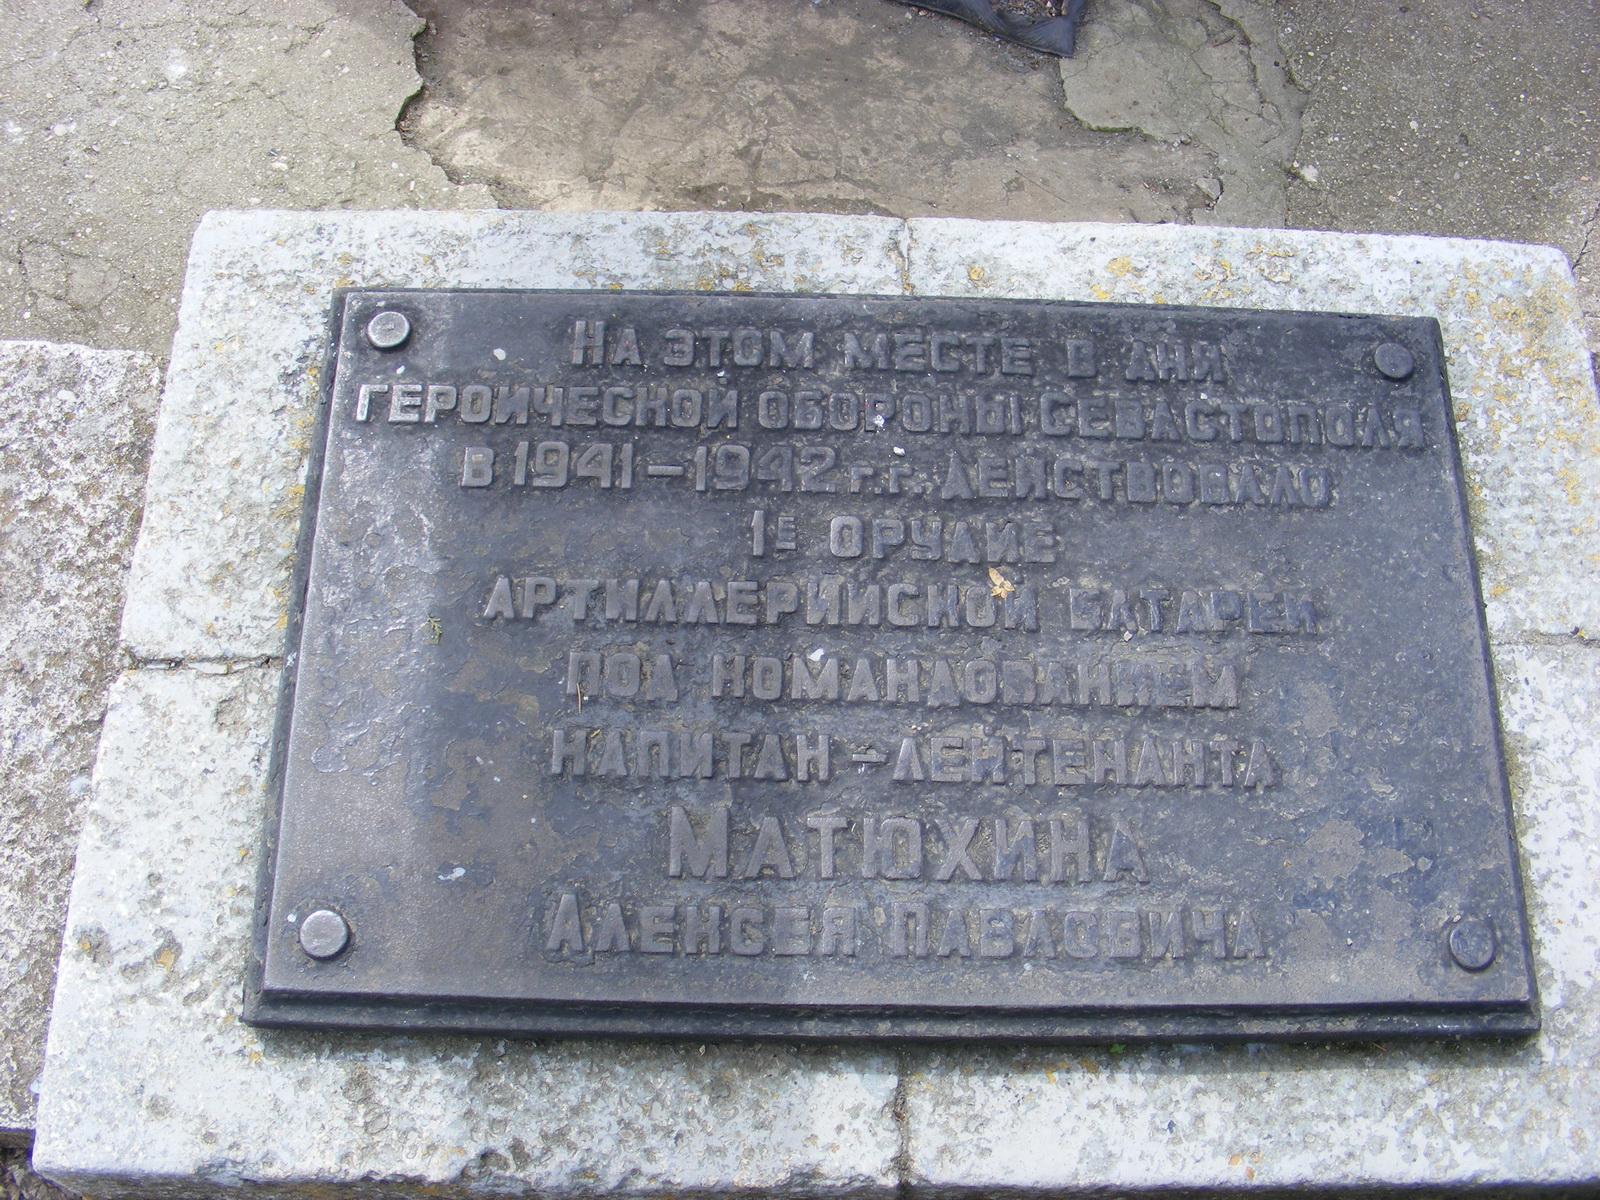 На этом месте в дня
героической обороны Севастополя
в 1941–1942 г.г. действовало
1е орудие
артиллерийской батареи
под командованием
капитан-лейтенанта
Матюхина
Алексея Павловича